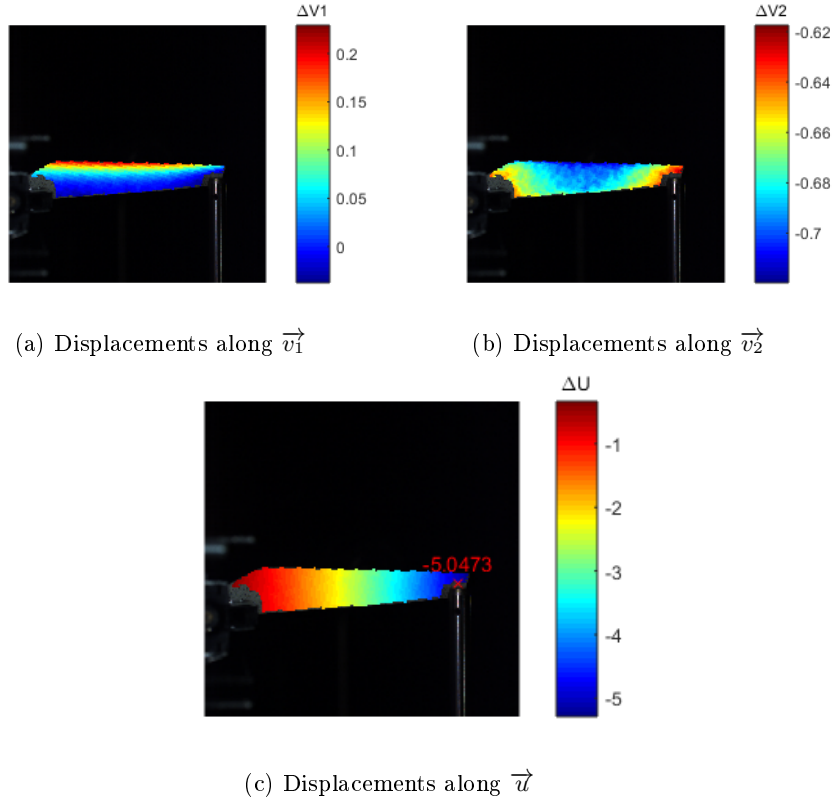 ΔV1
0.2
0.15
0.1
0.05
0
ΔV2
-0.62
-0.64
-0.66
-0.68
-0.7
(a) Displacements along v₁⃗
(b) Displacements along v₂⃗
ΔU
-1
-2
-3
-4
-5
-5.0473
(c) Displacements along u⃗